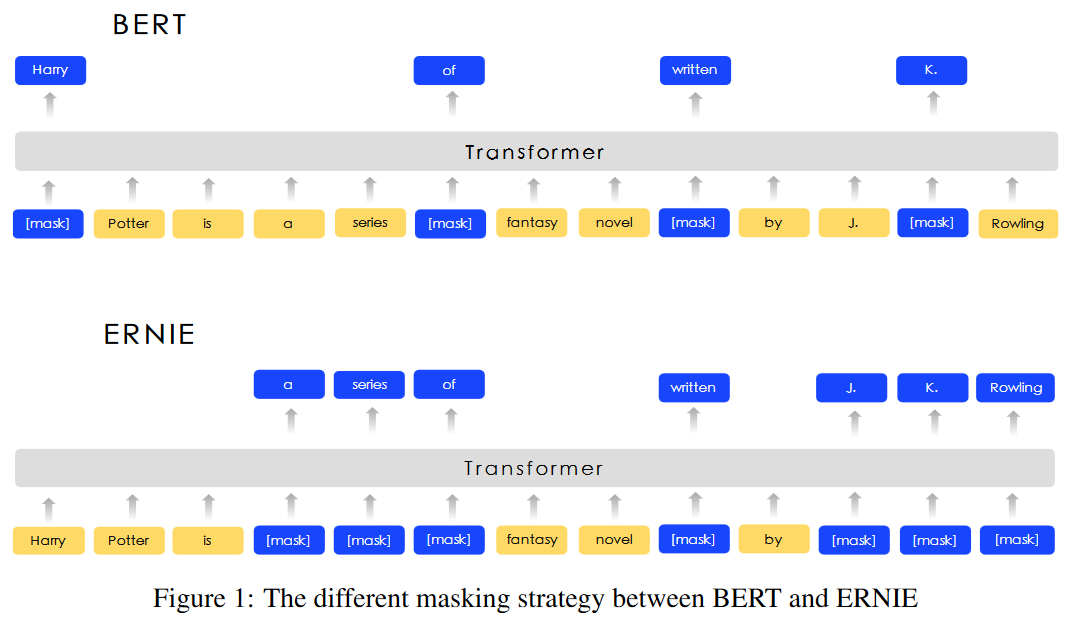 BERT
Harry of written K.
Transformer
[mask] Potter is a series [mask] fantasy novel [mask] by J. [mask] Rowling
ERNIE
a series of written J. K. Rowling
Transformer
Harry Potter is [mask] [mask] [mask] fantasy novel [mask] by [mask] [mask] [mask]
Figure 1: The different masking strategy between BERT and ERNIE